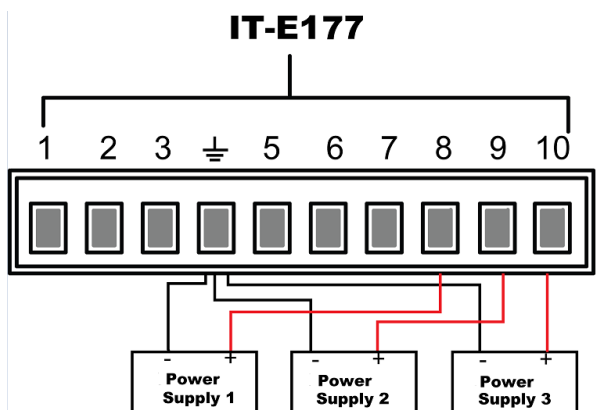 IT-E177
1 2 3 ⏚ 5 6 7 8 9 10
- + - + - +
Power Power Power
Supply 1 Supply 2 Supply 3